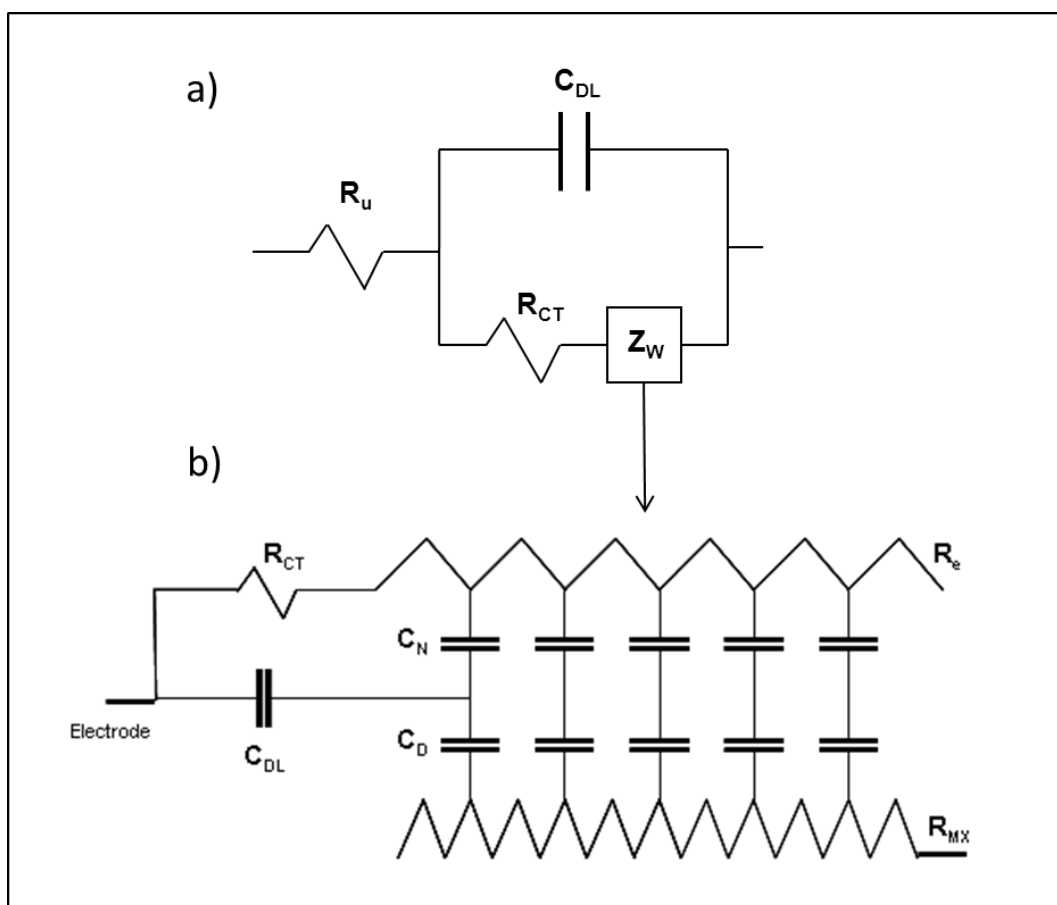 a)
C_DL
R_u
R_CT
Z_W
b)
R_CT
R_e
C_N
Electrode
C_D
C_DL
R_MX